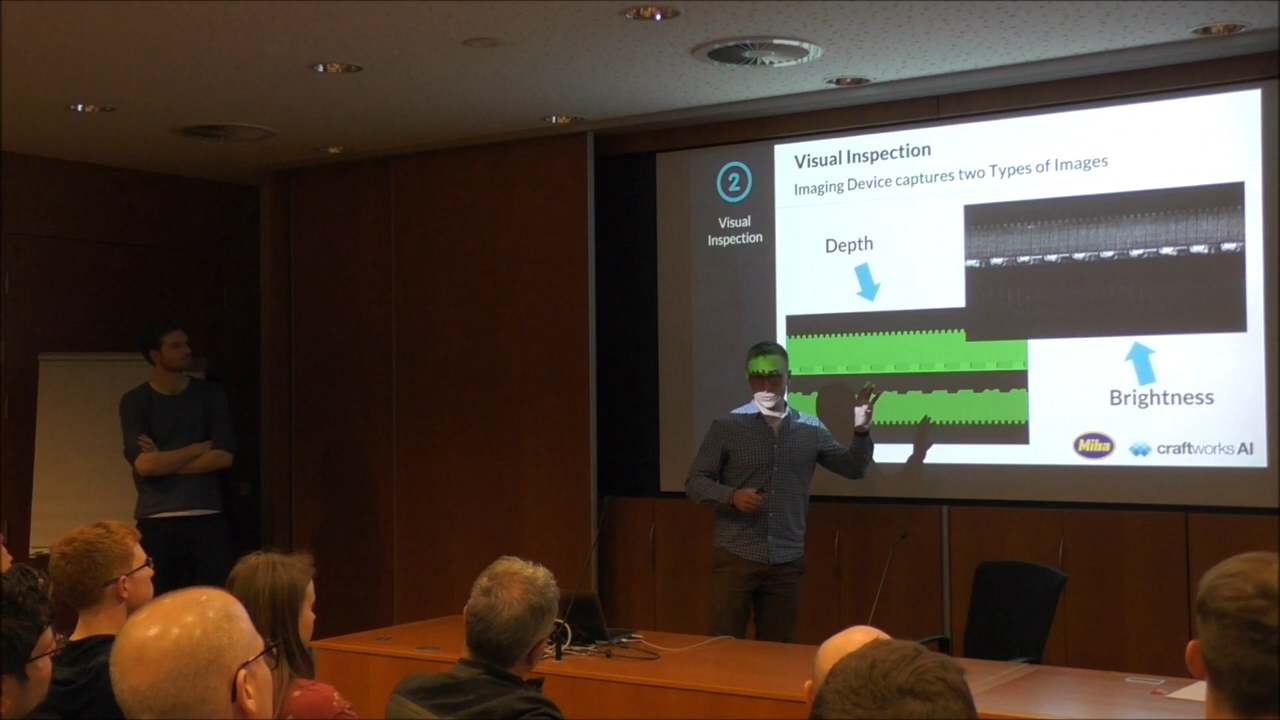 2
Visual
Inspection
Visual Inspection
Imaging Device captures two Types of Images
Depth
Brightness
Miba
craftworks AI